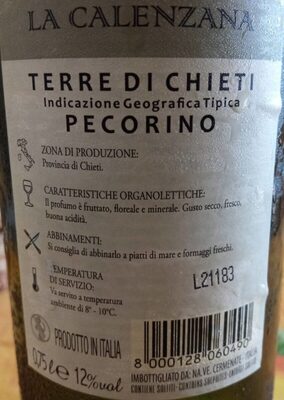 LA CALENZANA
TERRE DI CHIETI
Indicazione Geografica Tipica
PECORINO
ZONA DI PRODUZIONE:
Provincia di Chieti.
CARATTERISTICHE ORGANOLETTICHE:
Il profumo è fruttato, floreale e minerale. Gusto secco, fresco,
buona acidità.
ABBINAMENTI:
Si consiglia di abbinarlo a piatti di mare e formaggi freschi.
TEMPERATURA
DI SERVIZIO:
Va servito a temperatura
ambiente di 8° - 10°C.
L21183
PRODOTTO IN ITALIA
0,75 l e 12% vol
8 000128 060490
IMBOTTIGLIATO DA: NA.VE. CERMENATE - ITALIA
CONTIENE SOLFITI - CONTAINS SULPHITES -